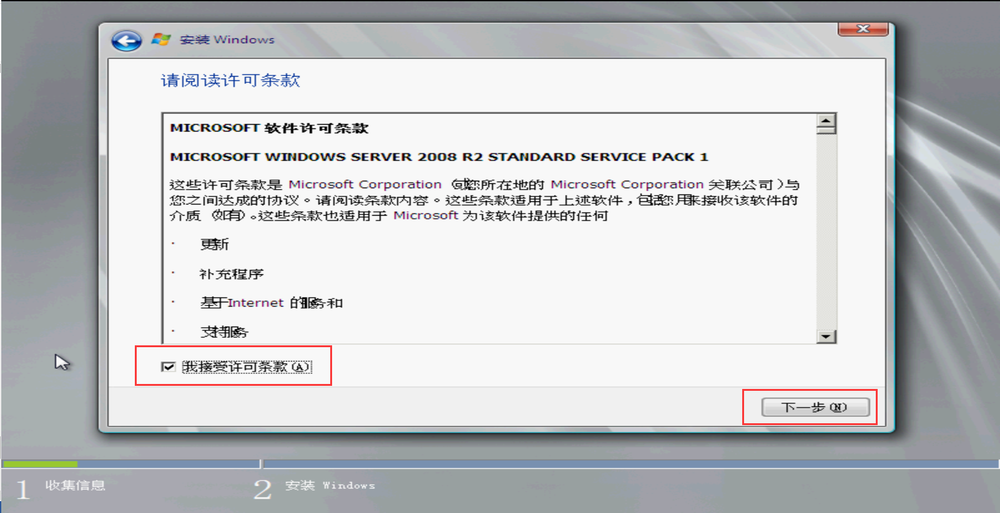 安装 Windows
请阅读许可条款
MICROSOFT 软件许可条款
MICROSOFT WINDOWS SERVER 2008 R2 STANDARD SERVICE PACK 1
这些许可条款是 Microsoft Corporation（或您所在地的 Microsoft Corporation 关联公司）与
您之间达成的协议。请阅读条款内容。这些条款适用于上述软件，包括您用来接收该软件的
介质（如有）。这些条款也适用于 Microsoft 为该软件提供的任何
· 更新
· 补充程序
· 基于Internet 的服务和
· 支持服务
我接受许可条款(A)
下一步(N)
1 收集信息
2 安装 Windows